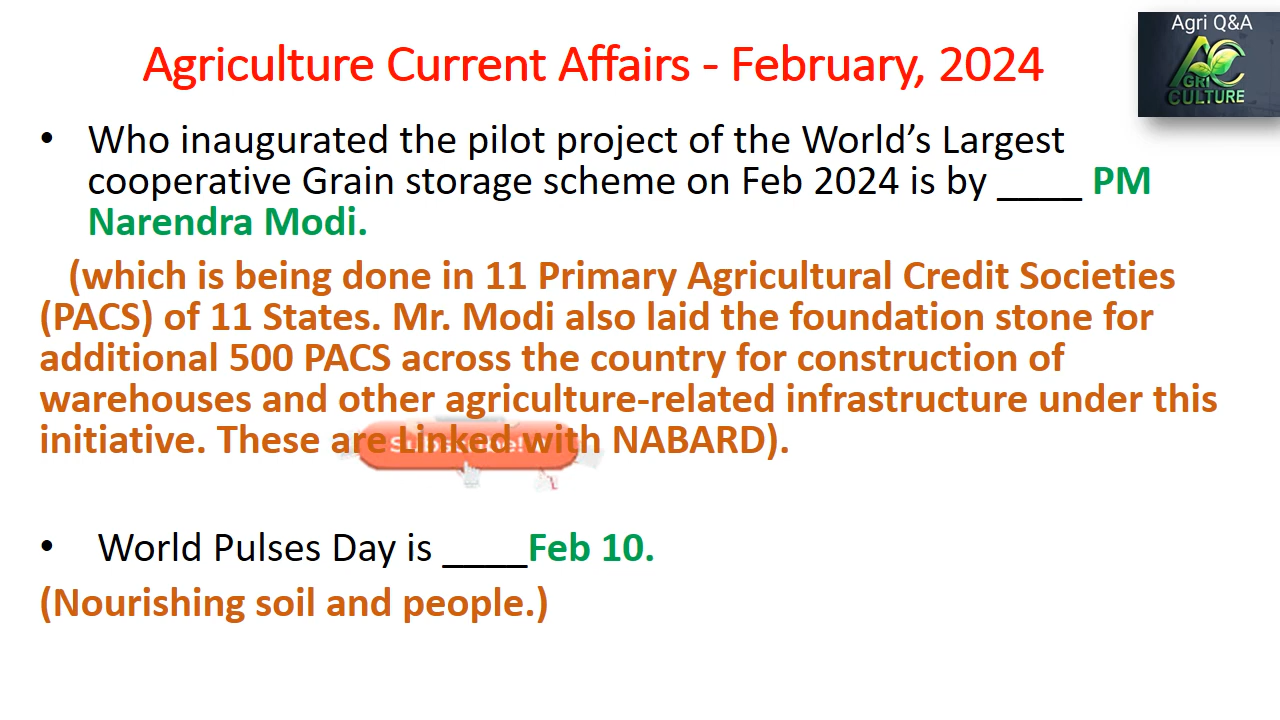 Agri Q&A
AC
GRI
CULTURE
Agriculture Current Affairs - February, 2024
• Who inaugurated the pilot project of the World’s Largest
cooperative Grain storage scheme on Feb 2024 is by ____ PM
Narendra Modi.
(which is being done in 11 Primary Agricultural Credit Societies
(PACS) of 11 States. Mr. Modi also laid the foundation stone for
additional 500 PACS across the country for construction of
warehouses and other agriculture-related infrastructure under this
initiative. These are Linked with NABARD).
• World Pulses Day is ____Feb 10.
(Nourishing soil and people.)